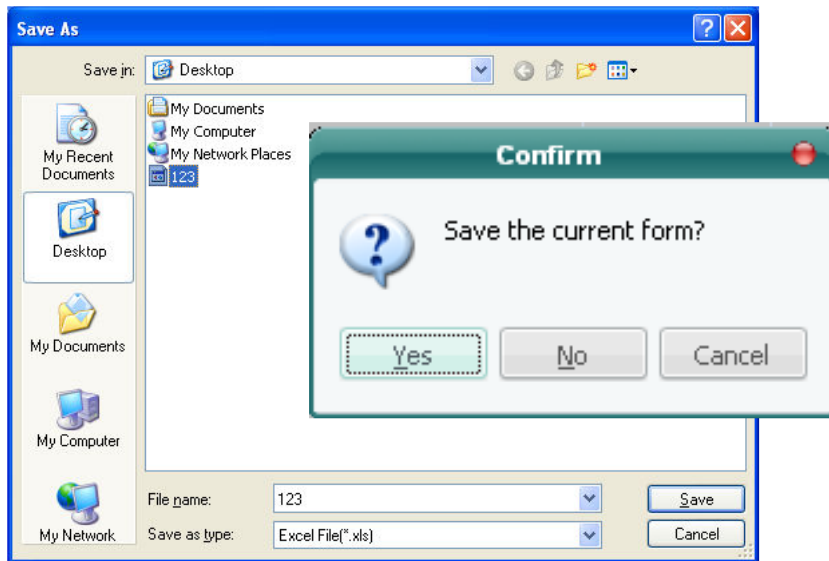 Save As
Save in:
Desktop
My Recent
Documents
Desktop
My Documents
My Computer
My Network
My Documents
My Computer
My Network Places
123
Confirm
Save the current form?
Yes
No
Cancel
File name:
123
Save
Save as type:
Excel File(*.xls)
Cancel